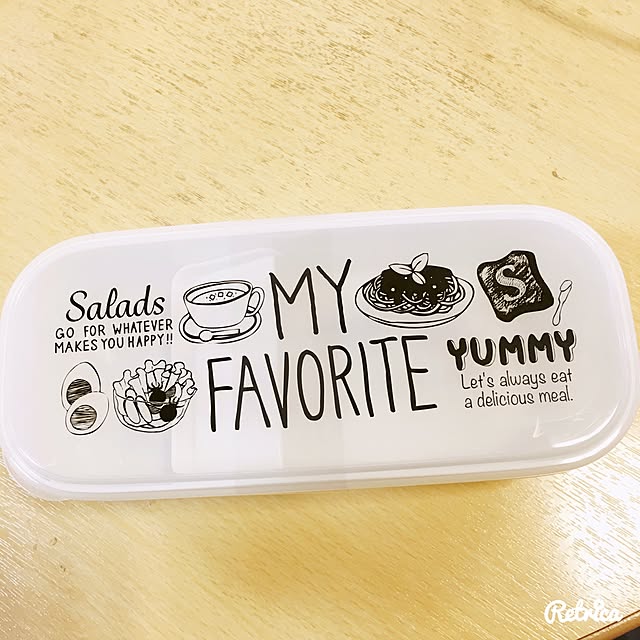 Salads
GO FOR WHATEVER
MAKES YOU HAPPY!!
MY
FAVORITE
S
YUMMY
Let's always eat
a delicious meal.
Retrica